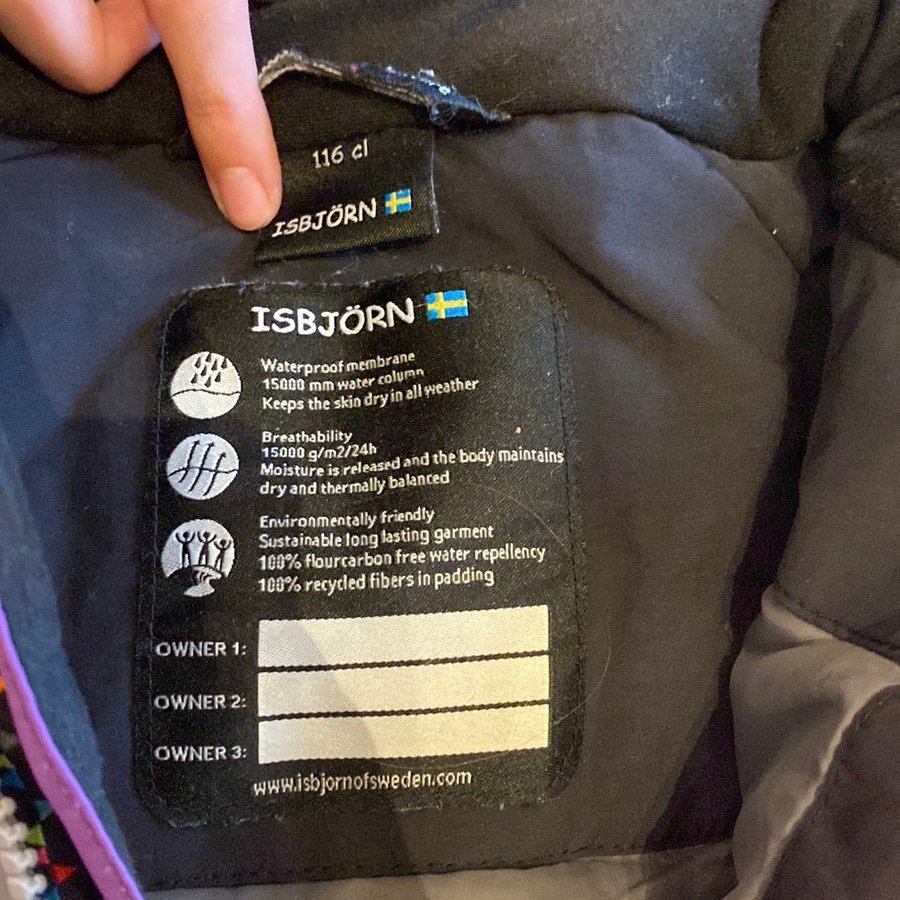 116 cl
ISBJÖRN
ISBJÖRN
Waterproof membrane
15000 mm water column
Keeps the skin dry in all weather
Breathability
15000 g/m2/24h
Moisture is released and the body maintains
dry and thermally balanced
Environmentally friendly
Sustainable long lasting garment
100% flourcarbon free water repellency
100% recycled fibers in padding
OWNER 1:
OWNER 2:
OWNER 3:
www.isbjornofsweden.com